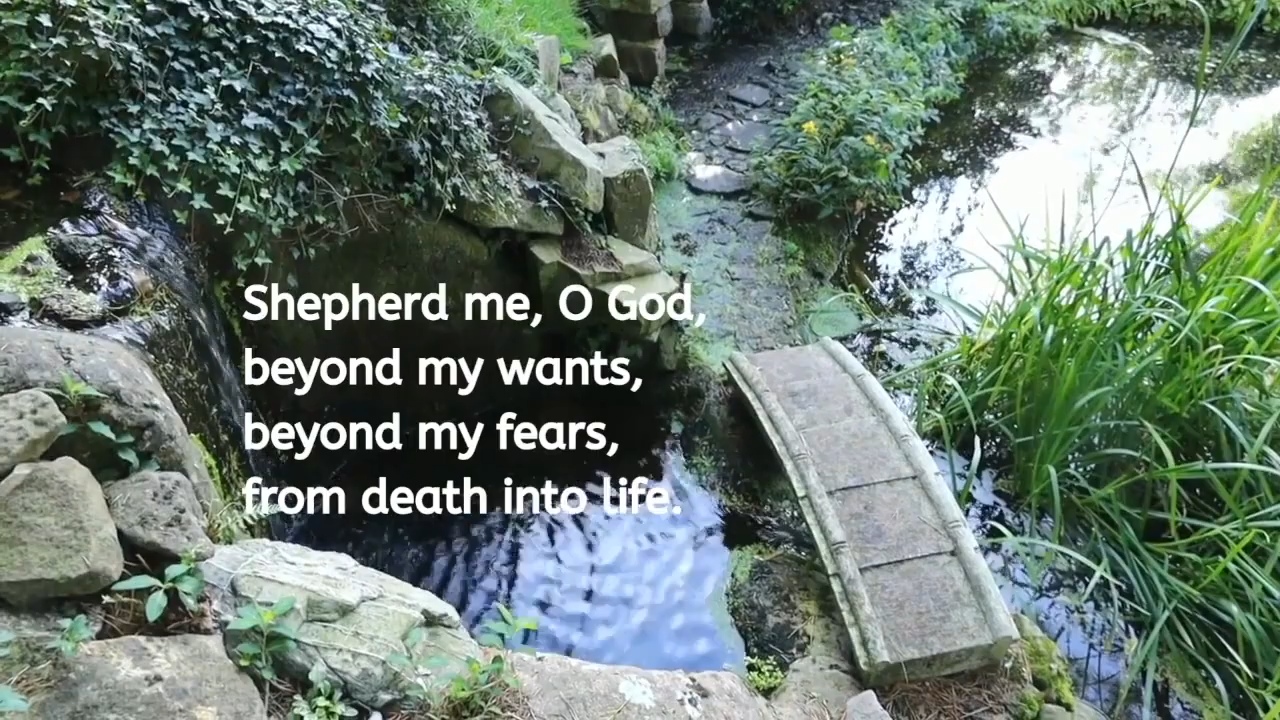 Shepherd me, O God,
beyond my wants,
beyond my fears,
from death into life.